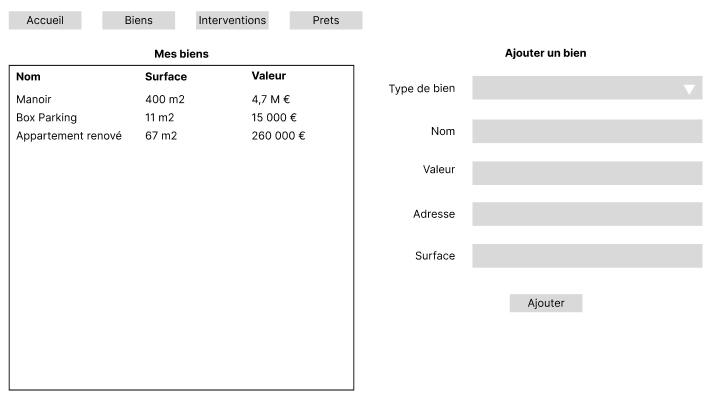 Accueil Biens Interventions Prets
Mes biens
Nom Surface Valeur
Manoir 400 m2 4,7 M €
Box Parking 11 m2 15 000 €
Appartement renové 67 m2 260 000 €
Ajouter un bien
Type de bien
Nom
Valeur
Adresse
Surface
Ajouter